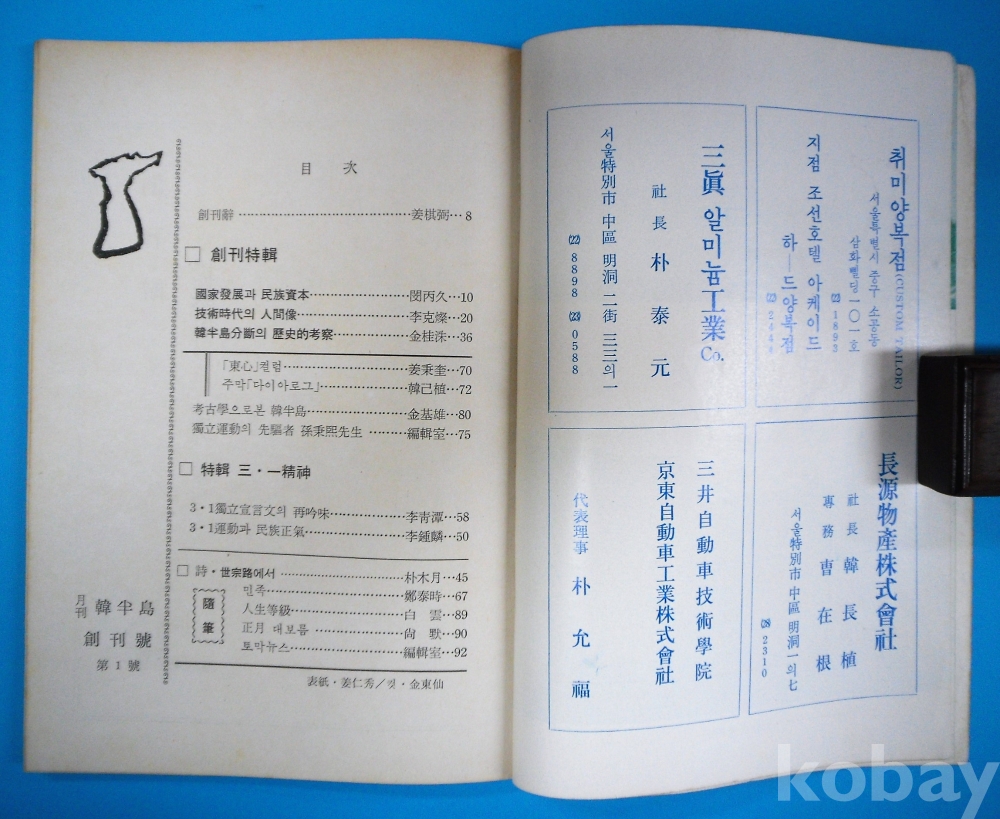 目 次
創刊辭 …… 姜棋弼 … 8
□ 創刊特輯
國家發展과 民族資本 …… 閔丙久 … 10
技術時代의 人間像 …… 李克燦 … 20
韓半島分斷의 歷史的考察 …… 金桂洙 … 36
「東心」컬럼 …… 姜秉奎 … 70
주막「다이아로그」 …… 韓己植 … 72
考古學으로본 韓半島 …… 金基雄 … 80
獨立運動의 先驅者 孫秉熙先生 …… 編輯室 … 75
□ 特輯 三·一精神
3·1獨立宣言文의 再吟味 …… 李靑潭 … 58
3·1運動과 民族正氣 …… 李鍾麟 … 50
□ 詩·世宗路에서 …… 朴木月 … 45
隨筆
민족 …… 鄭泰時 … 67
人生等級 …… 白 雲 … 89
正月 대보름 …… 尙 默 … 90
토막뉴스 …… 編輯室 … 92
表紙·姜仁秀／컷·金東仙
月刊 韓半島
創刊號
第1號
취미양복점(CUSTOM TAILOR)
서울특별시 중구 소공동
삼화삘딩 一○一호
(22) 1893
지점 조선호텔 아케이드
하ー드양복점
三眞 알미늄工業 Co.
社長 朴泰元
서울特別市 中區 明洞 二街 三三의 一
(22) 8898 (23) 0588
長源物產株式會社
社長 韓長植
專務 曺在根
서울特別市 中區 明洞 一의 七
(28) 2310
三井自動車技術學院
京東自動車工業株式會社
代表理事 朴允福
kobay